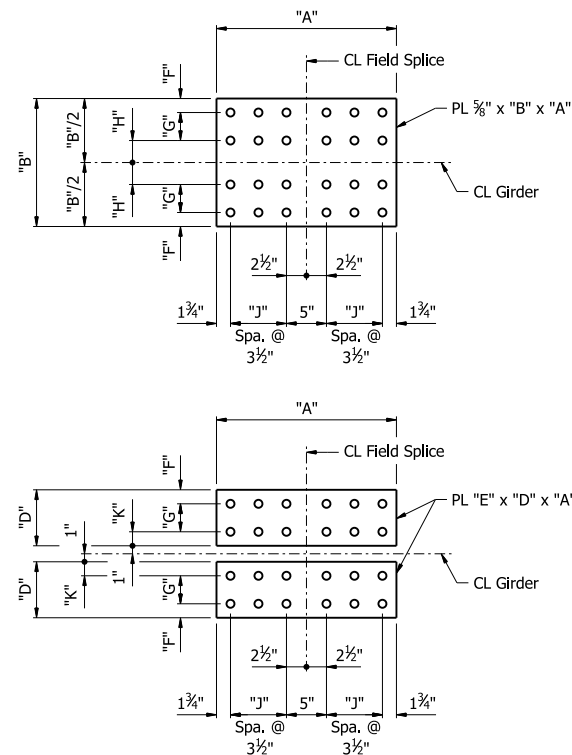 "A"
CL Field Splice
"F"
PL ⅝" x "B" x "A"
"B"/2
"H"
"G"
"B"
CL Girder
"B"/2
"H"
"G"
"F"
2½" 2½"
1¾" "J" 5" "J" 1¾"
Spa. @ Spa. @
3½" 3½"
"A"
CL Field Splice
"F"
PL "E" x "D" x "A"
"D"
"K"
"G"
1"
CL Girder
"D"
"K"
1"
"G"
"F"
2½" 2½"
1¾" "J" 5" "J" 1¾"
Spa. @ Spa. @
3½" 3½"